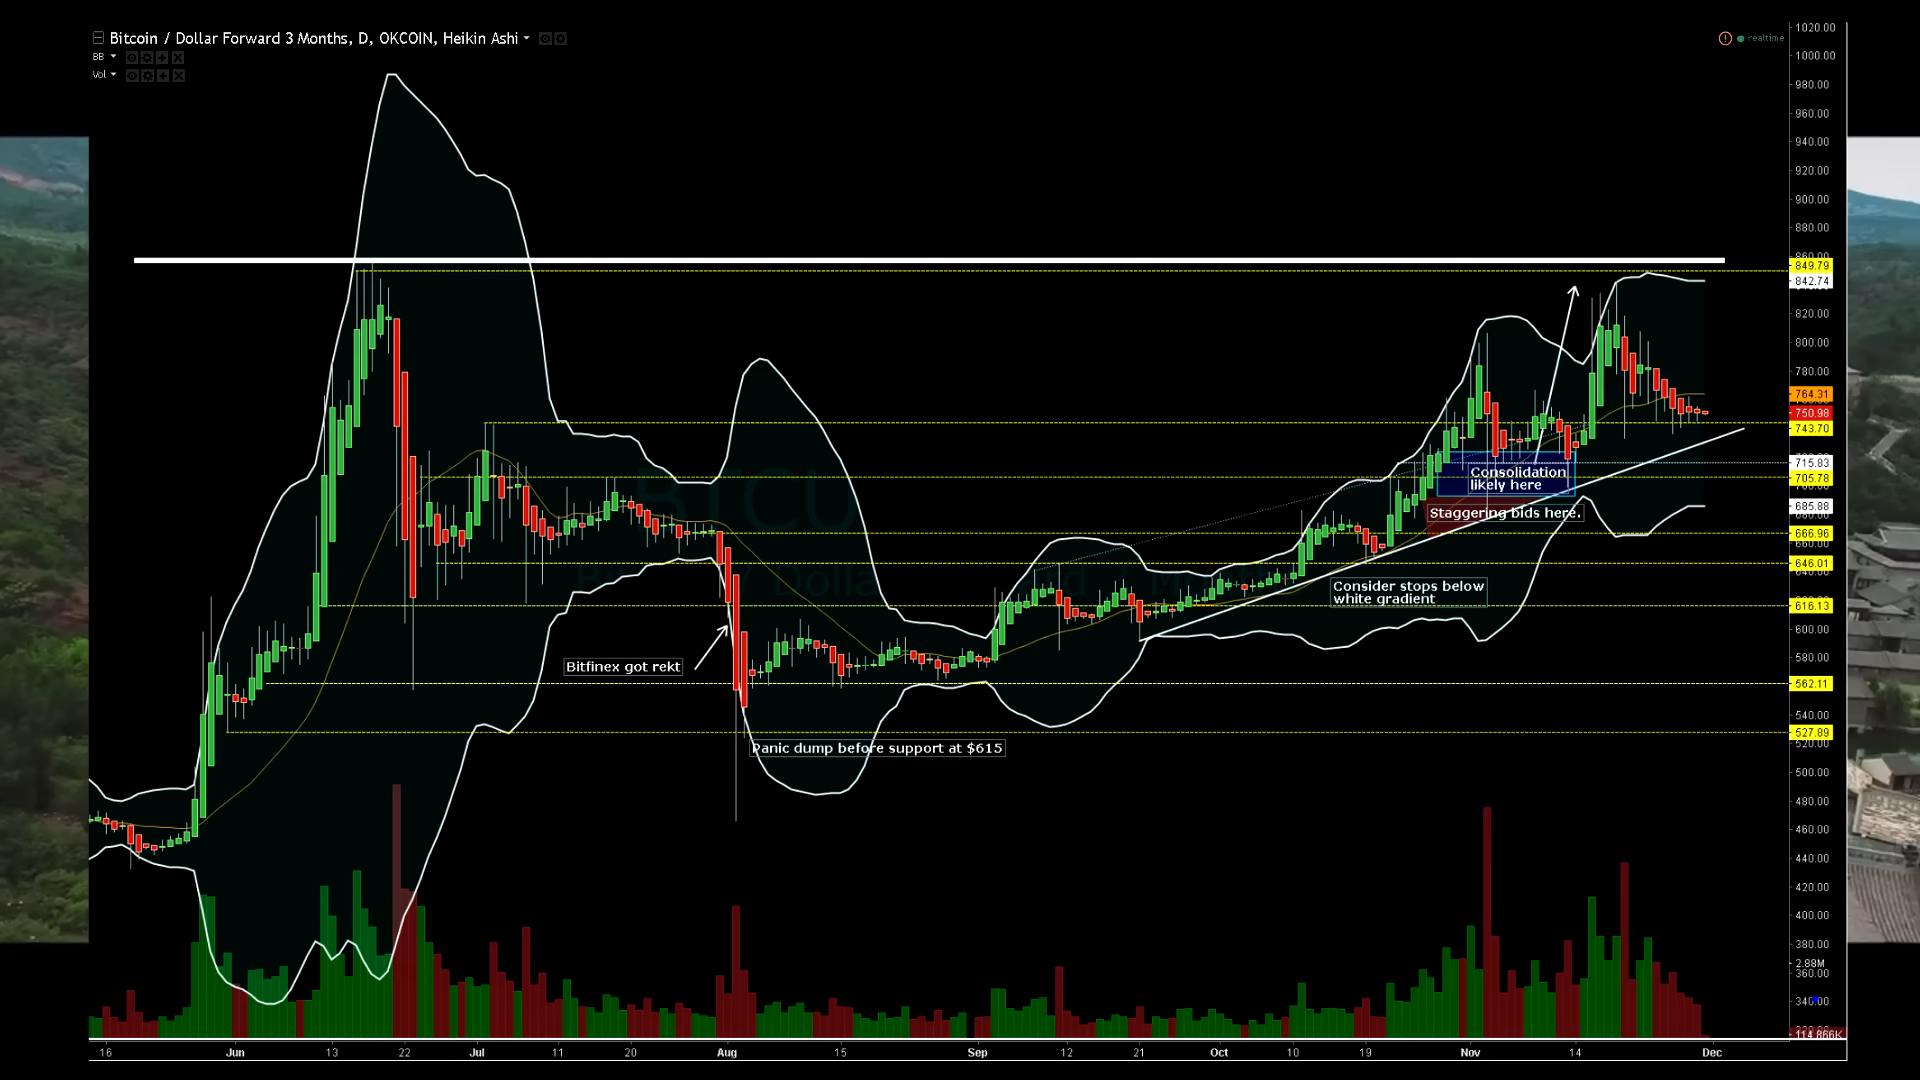 Bitcoin / Dollar Forward 3 Months, D, OKCOIN, Heikin Ashi
realtime
BB
Vol
1020.00
1000.00
980.00
960.00
940.00
920.00
900.00
880.00
860.00
849.79
842.74
820.00
800.00
780.00
764.31
750.98
743.70
715.83
705.78
685.88
666.96
660.00
646.01
616.13
600.00
580.00
562.11
540.00
527.89
520.00
500.00
480.00
460.00
440.00
420.00
400.00
380.00
2.88M
360.00
340.00
114.866K
Consolidation
likely here
Staggering bids here.
Consider stops below
white gradient
Bitfinex got rekt
Panic dump before support at $615
16 Jun 13 22 Jul 11 20 Aug 15 Sep 12 21 Oct 10 19 Nov 14 Dec